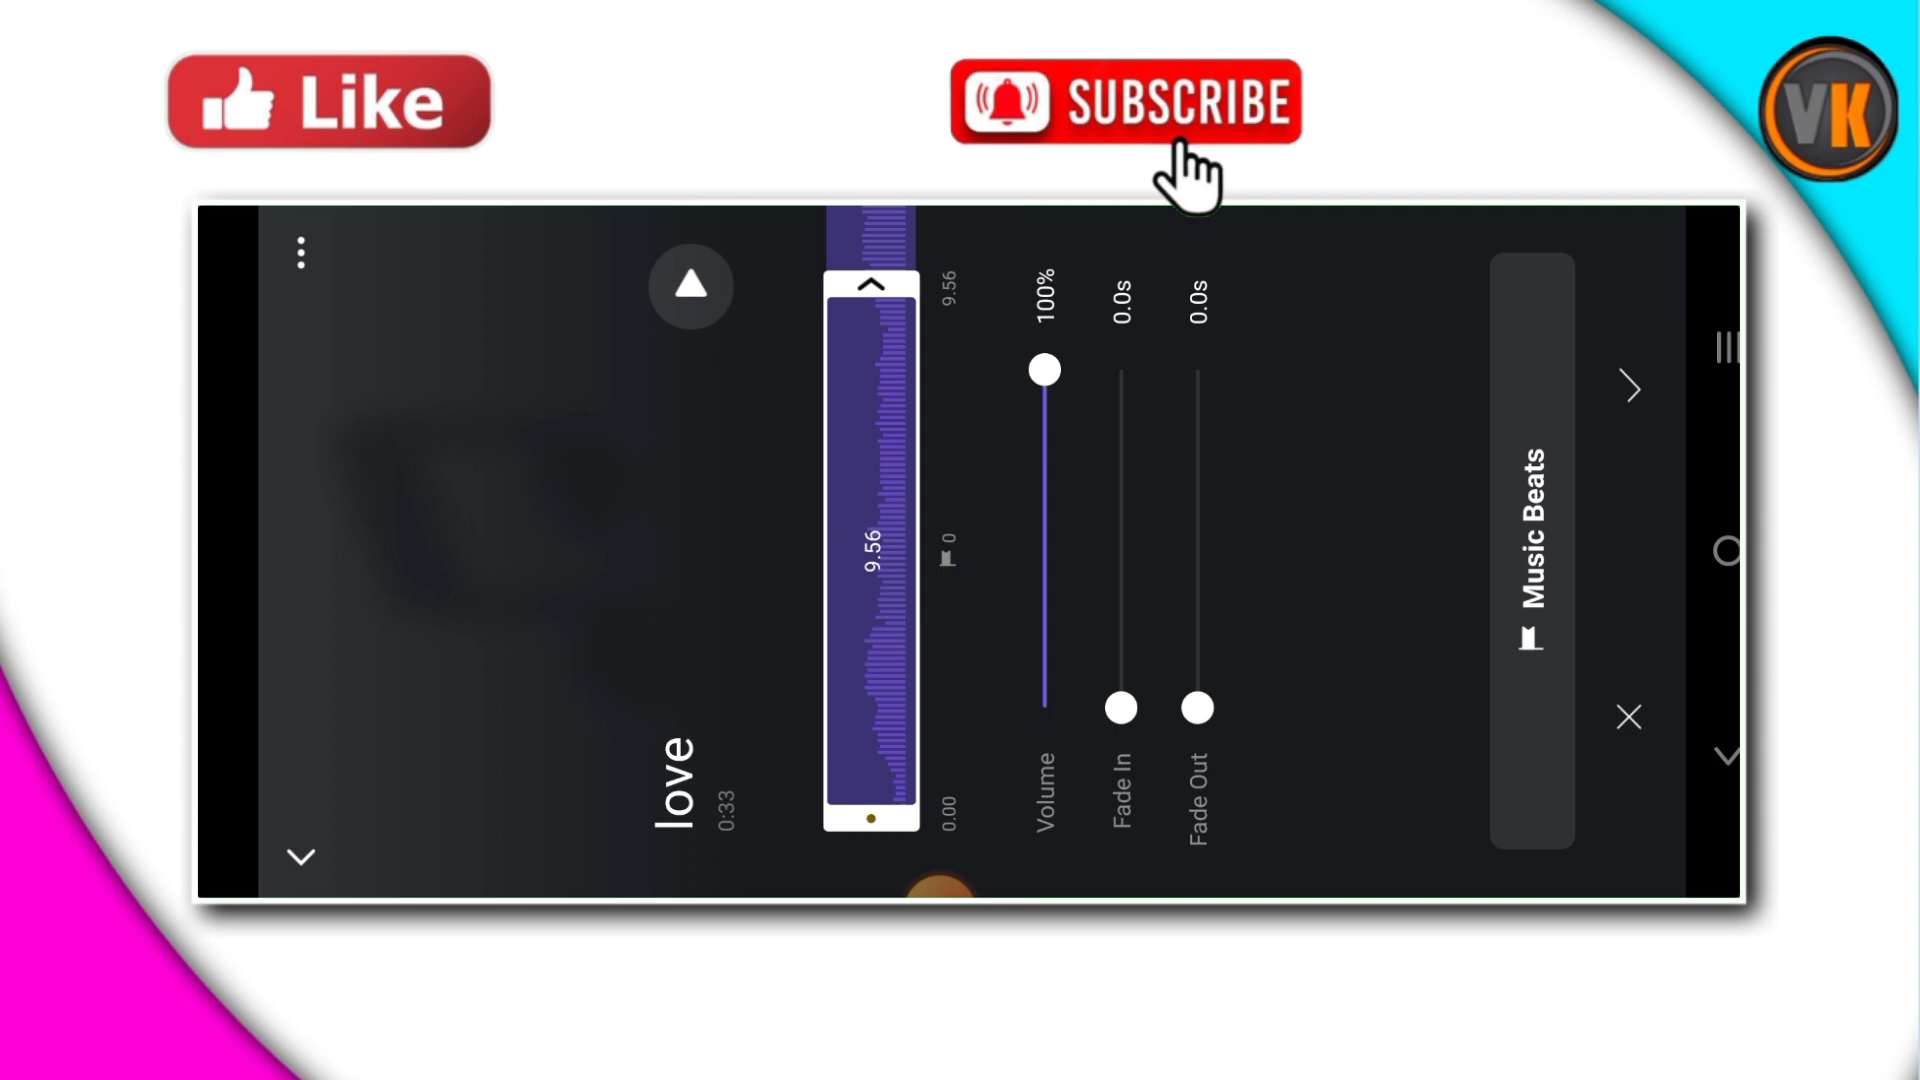 Like
SUBSCRIBE
VK
love
0:33
9.56
0.00
0
9.56
Volume
100%
Fade In
0.0s
Fade Out
0.0s
Music Beats